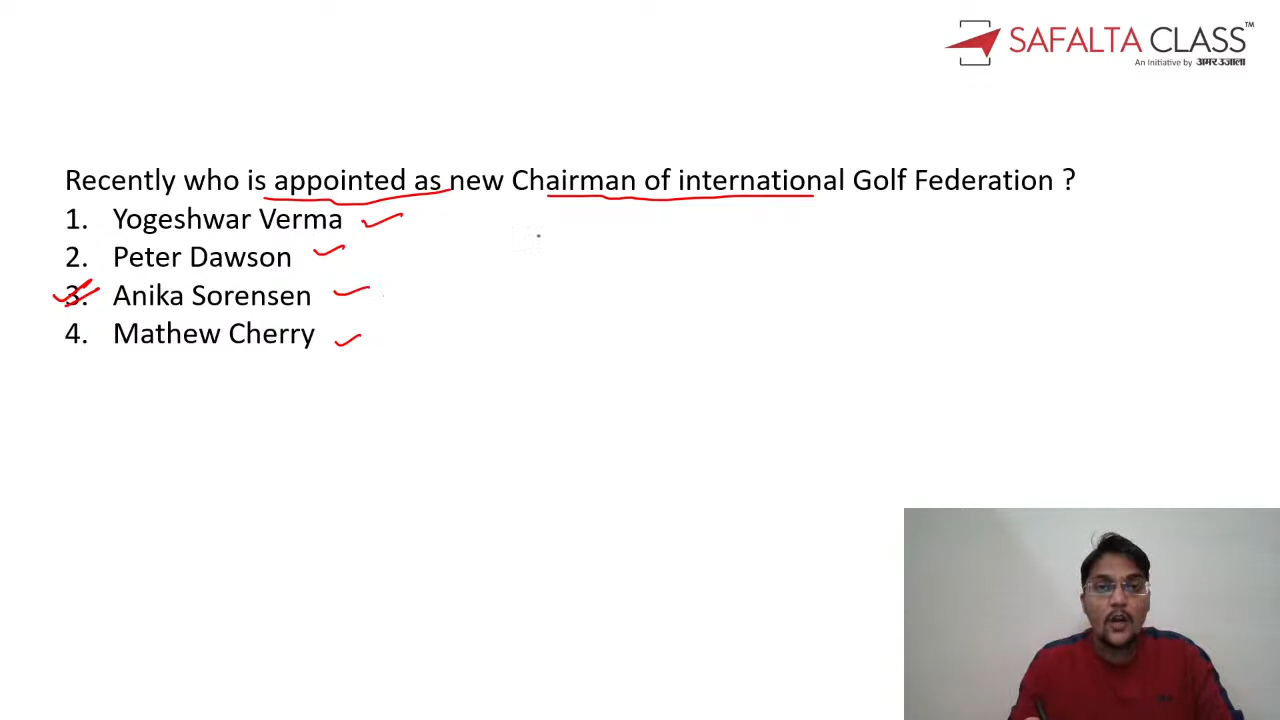 SAFALTA CLASS™
An Initiative by अमर उजाला
Recently who is appointed as new Chairman of international Golf Federation ?
1. Yogeshwar Verma
2. Peter Dawson
3. Anika Sorensen
4. Mathew Cherry